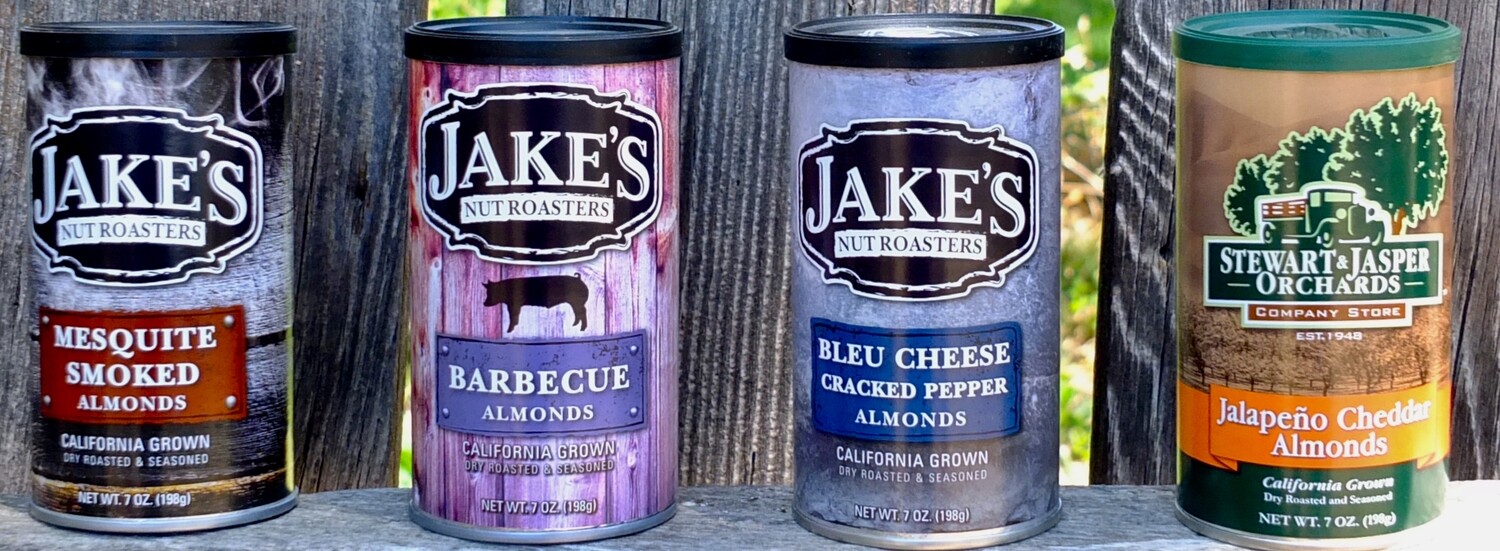 JAKE'S
NUT ROASTERS
MESQUITE
SMOKED
ALMONDS
CALIFORNIA GROWN
DRY ROASTED & SEASONED
NET WT. 7 OZ. (198g)
JAKE'S
NUT ROASTERS
BARBECUE
ALMONDS
CALIFORNIA GROWN
DRY ROASTED & SEASONED
NET WT. 7 OZ. (198g)
JAKE'S
NUT ROASTERS
BLEU CHEESE
CRACKED PEPPER
ALMONDS
CALIFORNIA GROWN
DRY ROASTED & SEASONED
NET WT. 7 OZ. (198g)
STEWART & JASPER
ORCHARDS
COMPANY STORE
EST. 1948
Jalapeño Cheddar
Almonds
California Grown
Dry Roasted and Seasoned
NET WT. 7 OZ. (198g)